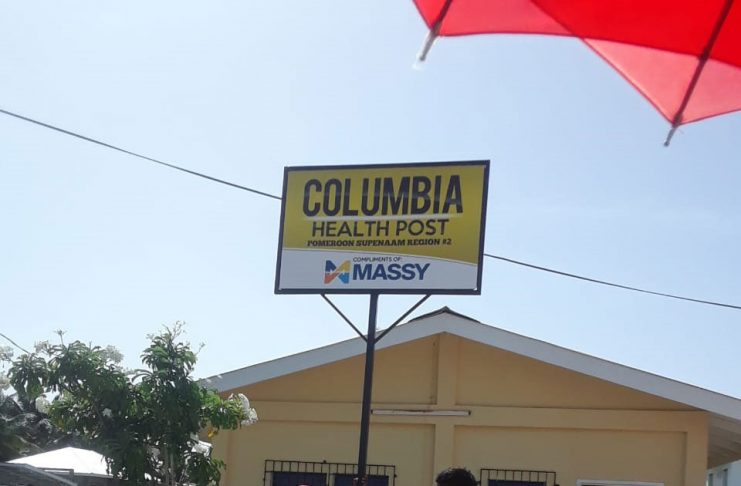 COLUMBIA
HEALTH POST
POMEROON SUPENAAM REGION #2
COMPLIMENTS OF:
MASSY